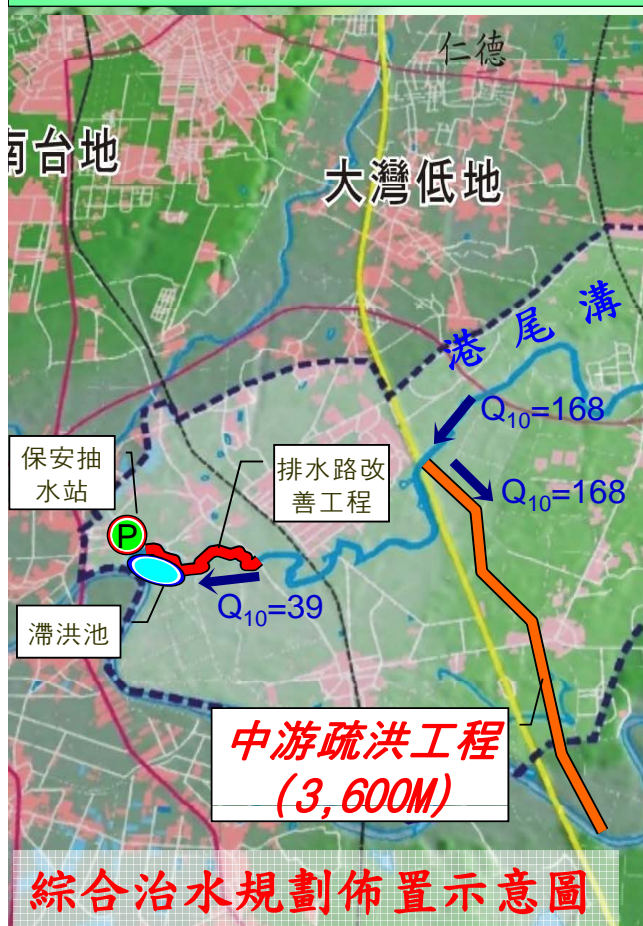 仁德
南台地
大灣低地
港尾溝
Q₁₀=168
Q₁₀=168
保安抽
水站
排水路改
善工程
P
Q₁₀=39
滯洪池
中游疏洪工程
(3,600M)
綜合治水規劃佈置示意圖